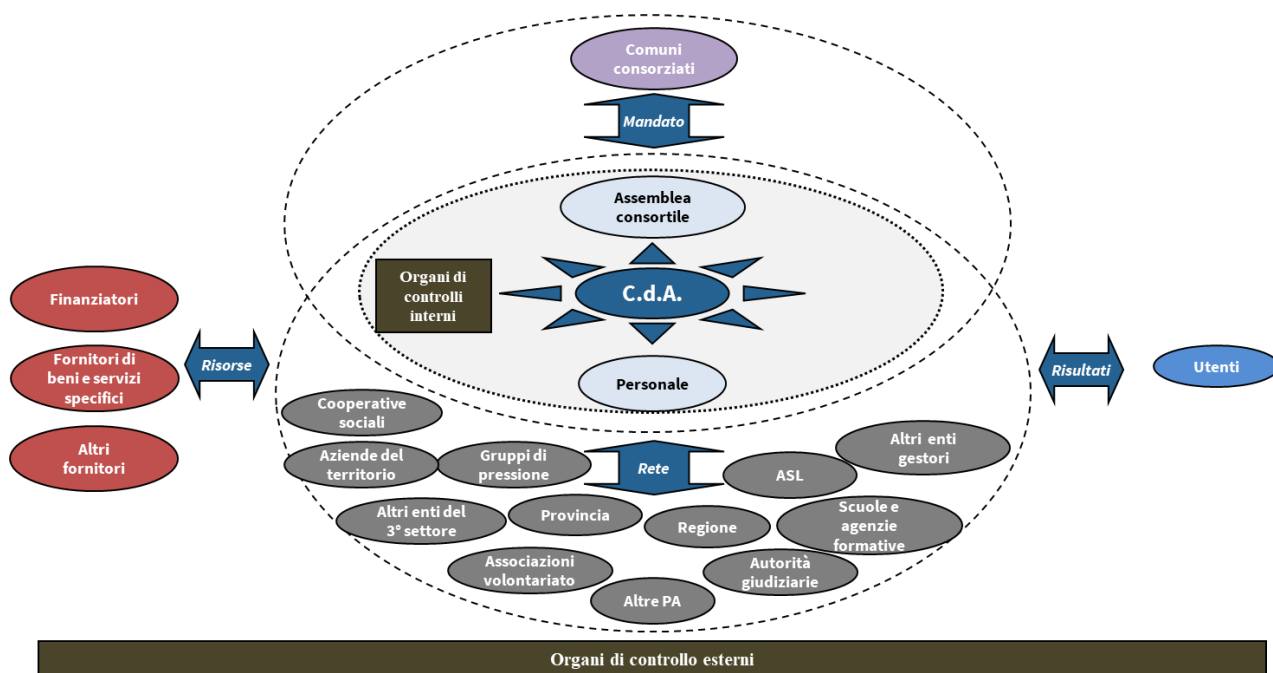 Comuni
consorziati
Mandato
Assemblea
consortile
Organi di
controlli
interni
C.d.A.
Personale
Finanziatori
Fornitori di
beni e servizi
specifici
Altri
fornitori
Risorse
Risultati
Utenti
Cooperative
sociali
Aziende del
territorio
Gruppi di
pressione
Rete
ASL
Altri enti
gestori
Altri enti del
3° settore
Provincia
Regione
Scuole e
agenzie
formative
Associazioni
volontariato
Altre PA
Autorità
giudiziarie
Organi di controllo esterni